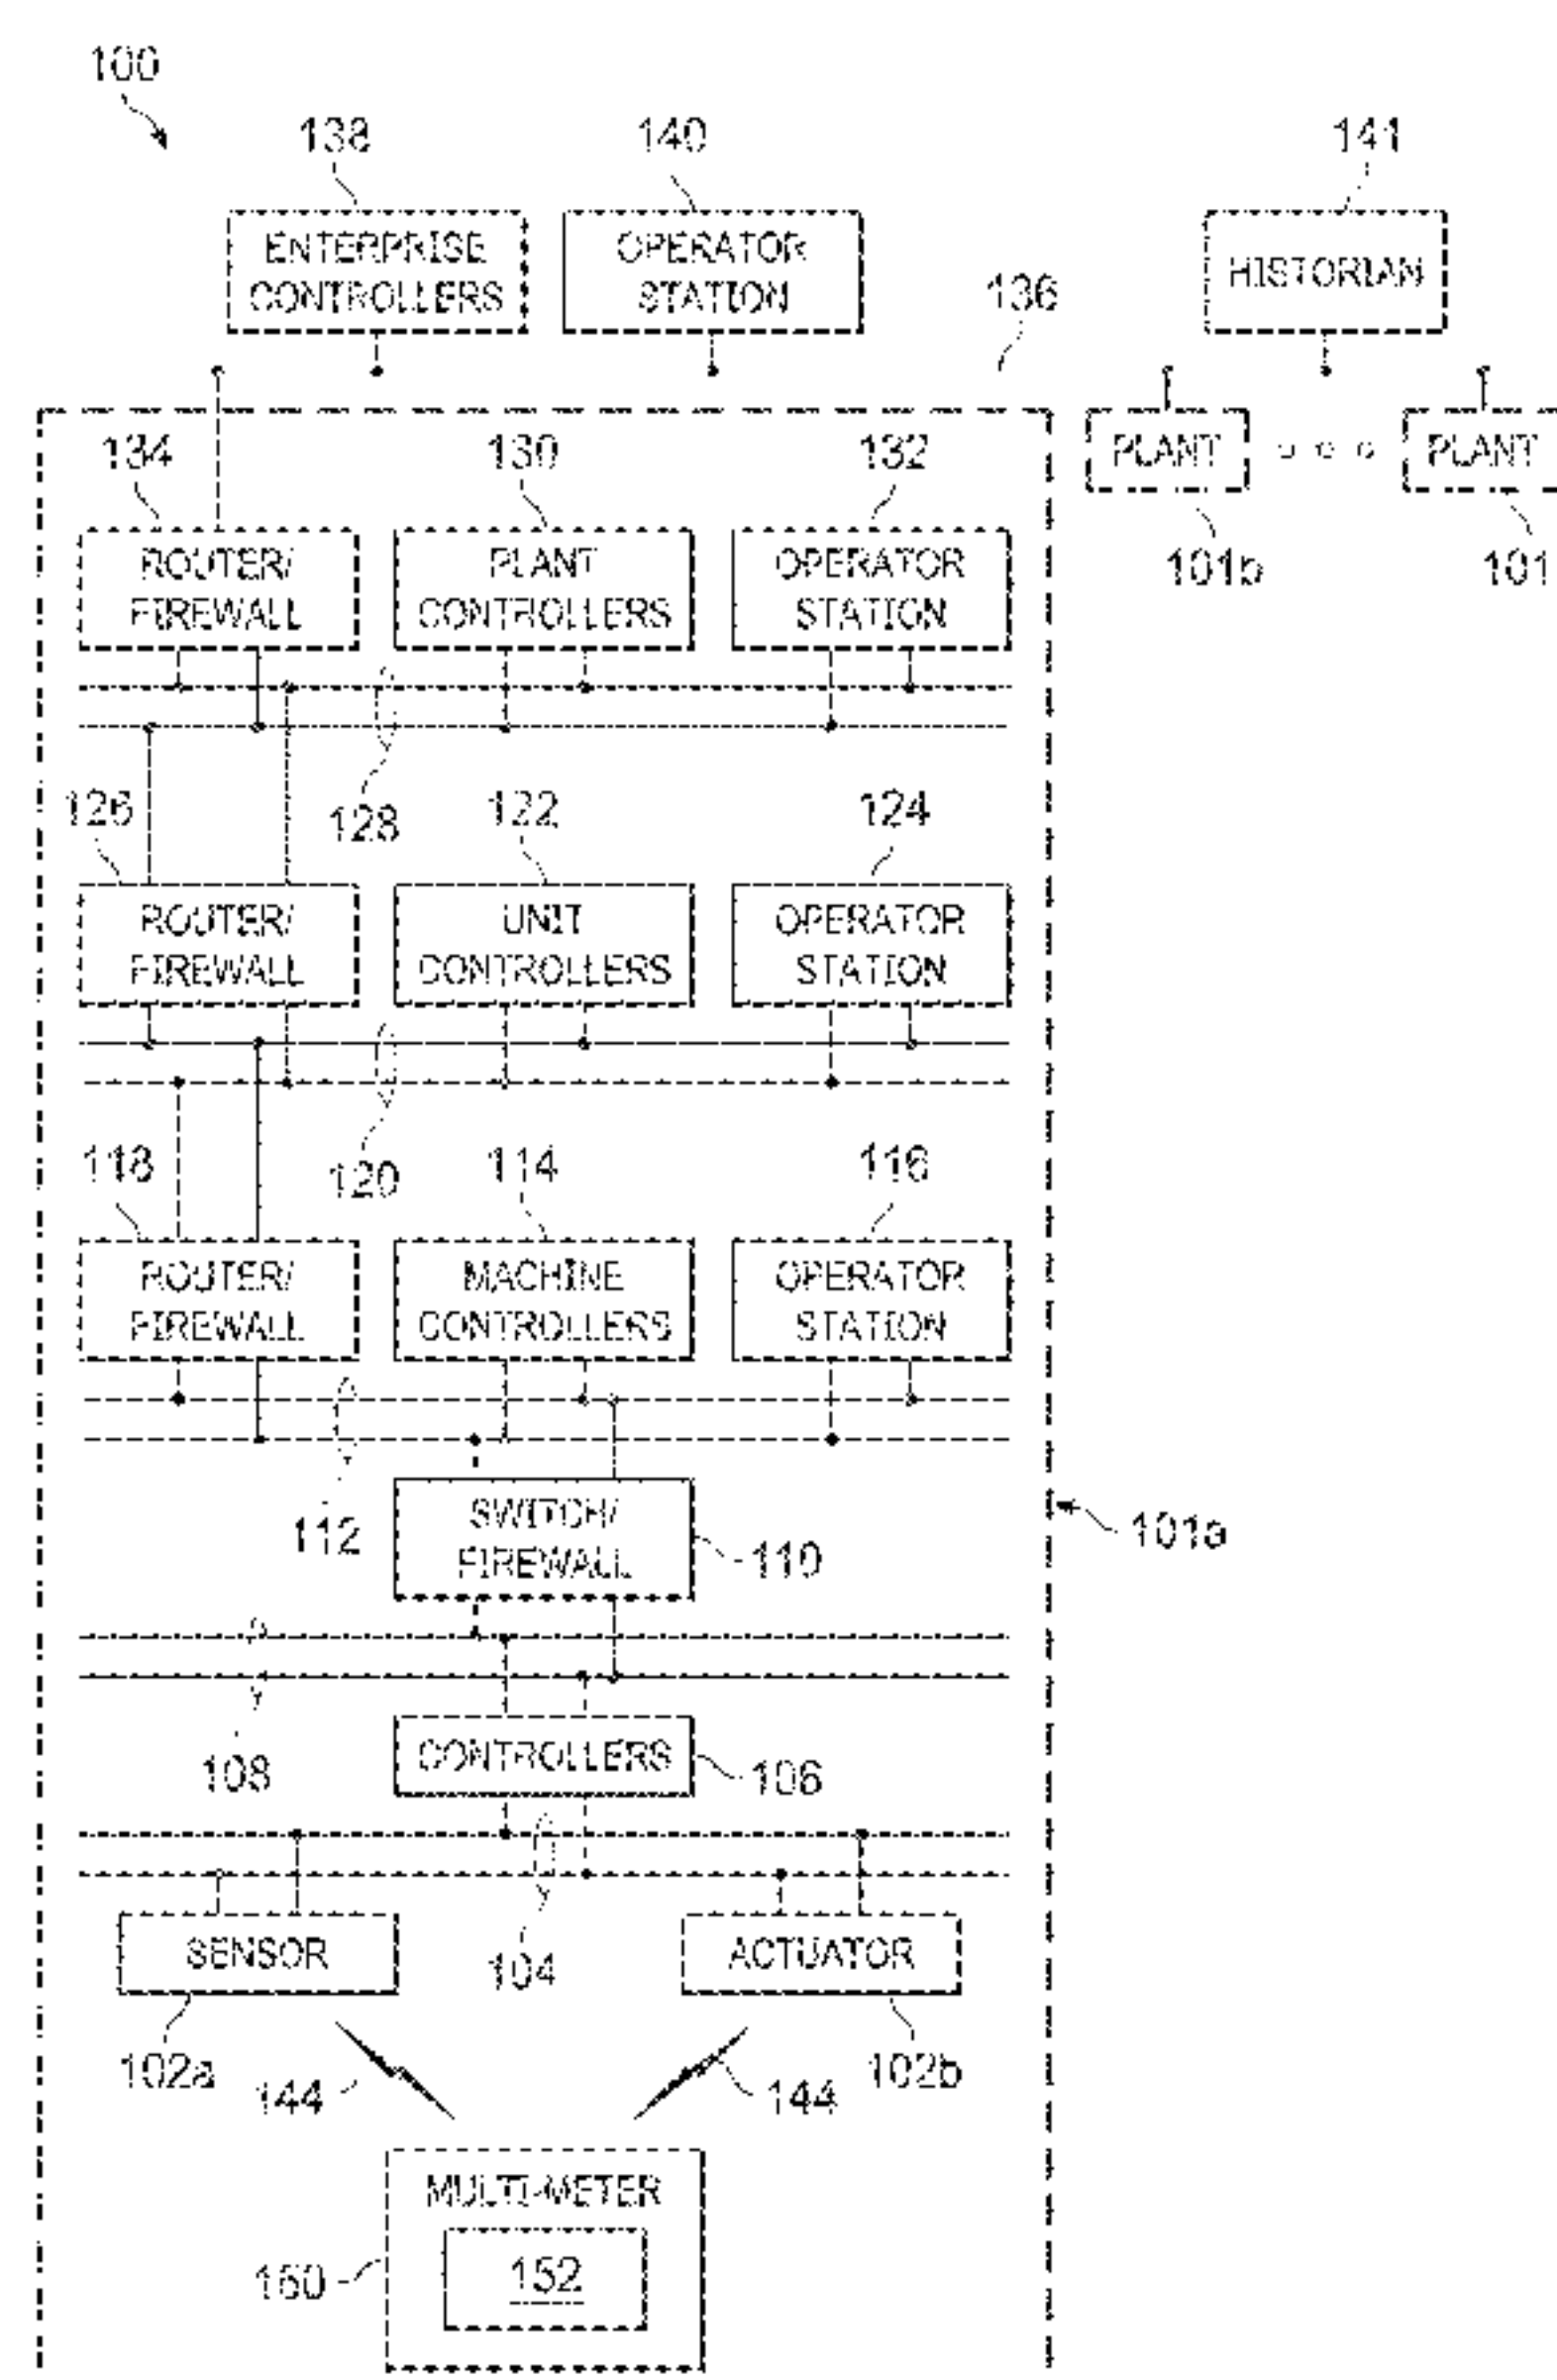 100
138
140
141
ENTERPRISE
CONTROLLERS
OPERATOR
STATION
136
HISTORIAN
134
130
132
PLANT
PLANT
ROUTER/
FIREWALL
PLANT
CONTROLLERS
OPERATOR
STATION
101b
101
126
128
122
124
ROUTER/
FIREWALL
UNIT
CONTROLLERS
OPERATOR
STATION
118
120
114
116
ROUTER/
FIREWALL
MACHINE
CONTROLLERS
OPERATOR
STATION
112
SWITCH/
FIREWALL
110
101a
108
CONTROLLERS
106
SENSOR
104
ACTUATOR
102a
144
144
102b
MULTI-METER
152